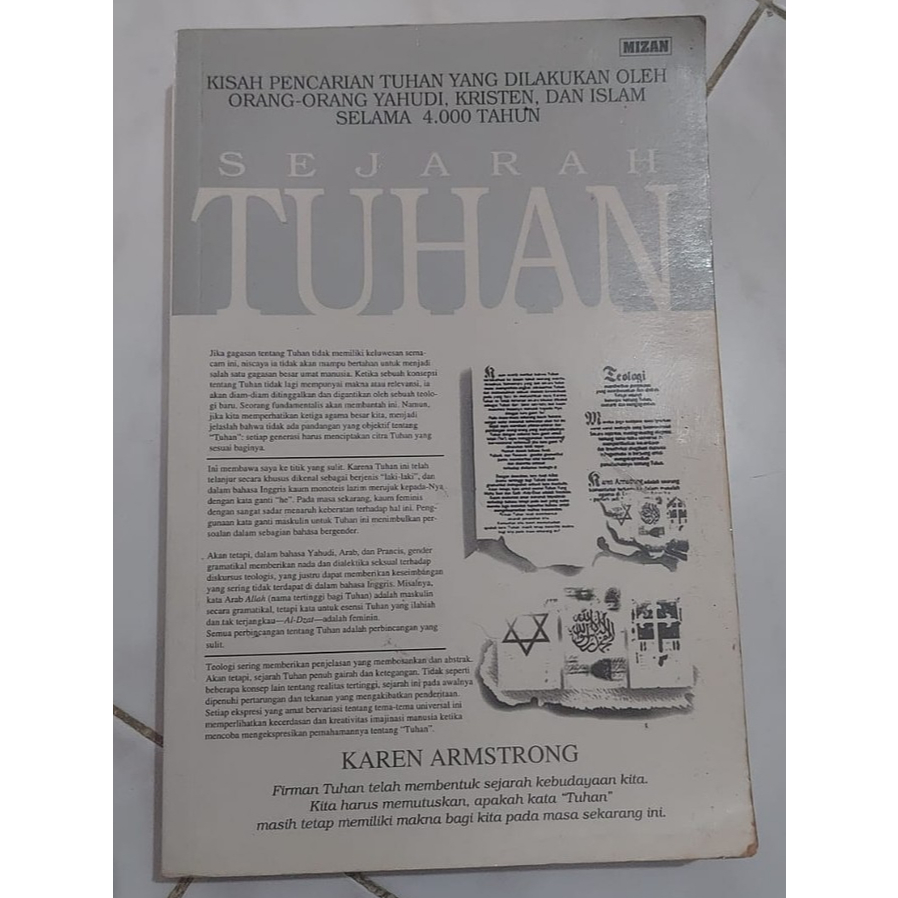 MIZAN
KISAH PENCARIAN TUHAN YANG DILAKUKAN OLEH
ORANG-ORANG YAHUDI, KRISTEN, DAN ISLAM
SELAMA 4.000 TAHUN
SEJARAH
TUHAN
Jika gagasan tentang Tuhan tidak memiliki keluwesan sema-
cam ini, niscaya ia tidak akan mampu bertahan untuk menjadi
salah satu gagasan besar umat manusia. Ketika sebuah konsepsi
tentang Tuhan tidak lagi mempunyai makna atau relevansi, ia
akan diam-diam ditinggalkan dan digantikan oleh sebuah teolo-
gi baru. Seorang fundamentalis akan membantah ini. Namun,
jika kita memperhatikan ketiga agama besar kita, menjadi
jelaslah bahwa tidak ada pandangan yang objektif tentang
"Tuhan": setiap generasi harus menciptakan citra Tuhan yang
sesuai baginya.
Ini membawa saya ke titik yang sulit. Karena Tuhan ini telah
telanjur secara khusus dikenal sebagai berjenis "laki-laki", dan
dalam bahasa Inggris kaum monoteis lazim merujuk kepada-Nya
dengan kata ganti "he". Pada masa sekarang, kaum feminis
dengan sangat sadar menaruh keberatan terhadap hal ini. Peng-
gunaan kata ganti maskulin untuk Tuhan ini menimbulkan per-
soalan dalam sebagian bahasa bergender.
Akan tetapi, dalam bahasa Yahudi, Arab, dan Prancis, gender
gramatikal memberikan nada dan dialektika seksual terhadap
diskursus teologis, yang justru dapat memberikan keseimbangan
yang sering tidak terdapat di dalam bahasa Inggris. Misalnya,
kata Arab Allah (nama tertinggi bagi Tuhan) adalah maskulin
secara gramatikal, tetapi kata untuk esensi Tuhan yang ilahiah
dan tak terjangkau—Al-Dzat—adalah feminin.
Semua perbincangan tentang Tuhan adalah perbincangan yang
sulit.
Teologi sering memberikan penjelasan yang membosankan dan abstrak.
Akan tetapi, sejarah Tuhan penuh gairah dan ketegangan. Tidak seperti
beberapa konsep lain tentang realitas tertinggi, sejarah ini pada awalnya
dipenuhi pertarungan dan tekanan yang mengakibatkan penderitaan.
Setiap ekspresi yang amat bervariasi tentang tema-tema universal ini
memperlihatkan kecerdasan dan kreativitas imajinasi manusia ketika
mencoba mengekspresikan pemahamannya tentang "Tuhan".
Teologi
KAREN ARMSTRONG
Firman Tuhan telah membentuk sejarah kebudayaan kita.
Kita harus memutuskan, apakah kata "Tuhan"
masih tetap memiliki makna bagi kita pada masa sekarang ini.